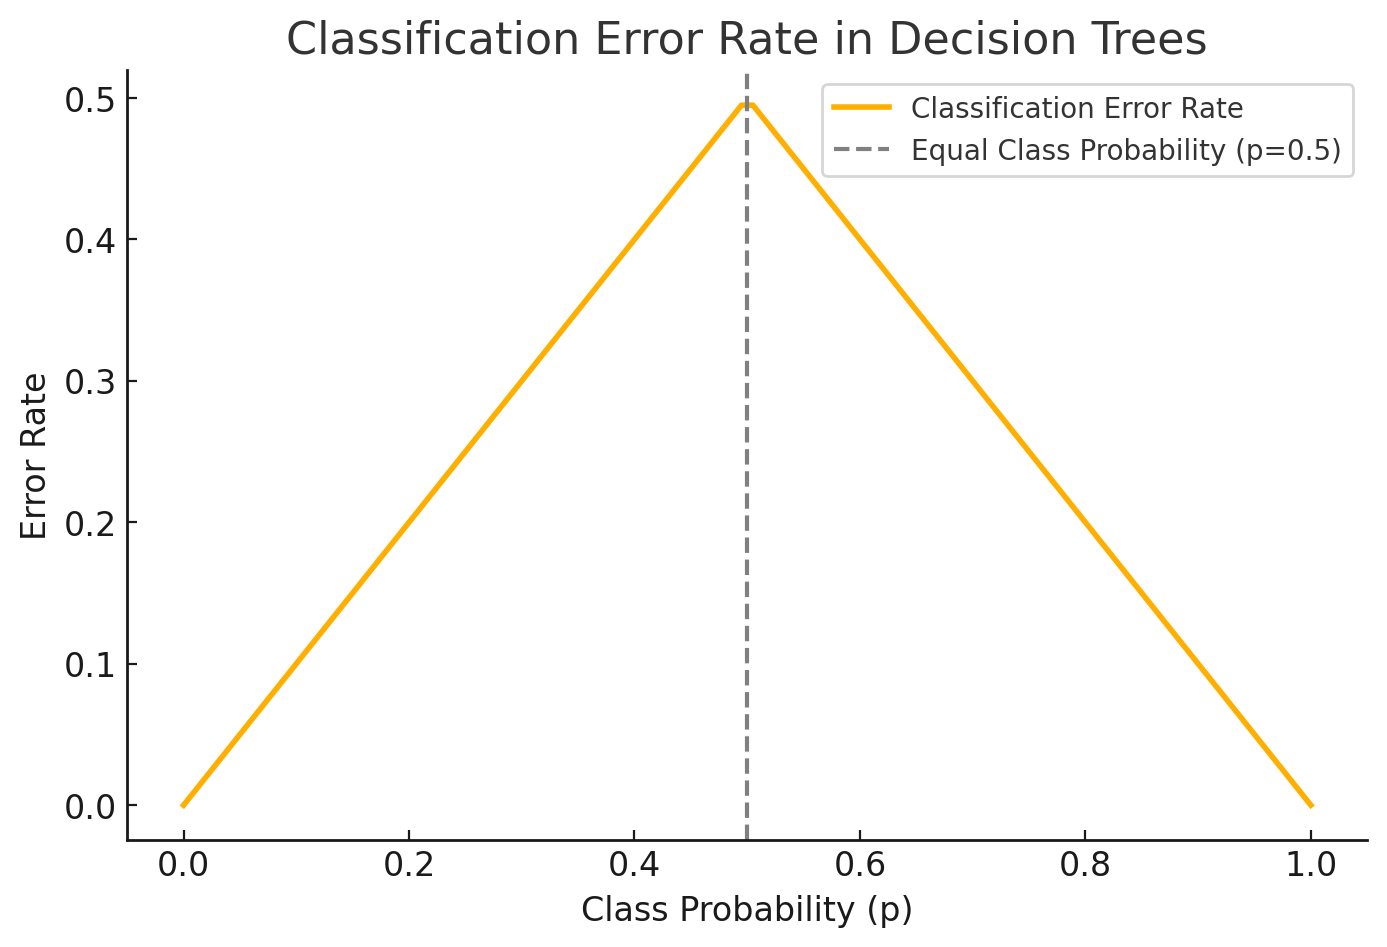 Classification Error Rate in Decision Trees
Classification Error Rate
Equal Class Probability (p=0.5)
Error Rate
0.5
0.4
0.3
0.2
0.1
0.0
0.0 0.2 0.4 0.6 0.8 1.0
Class Probability (p)